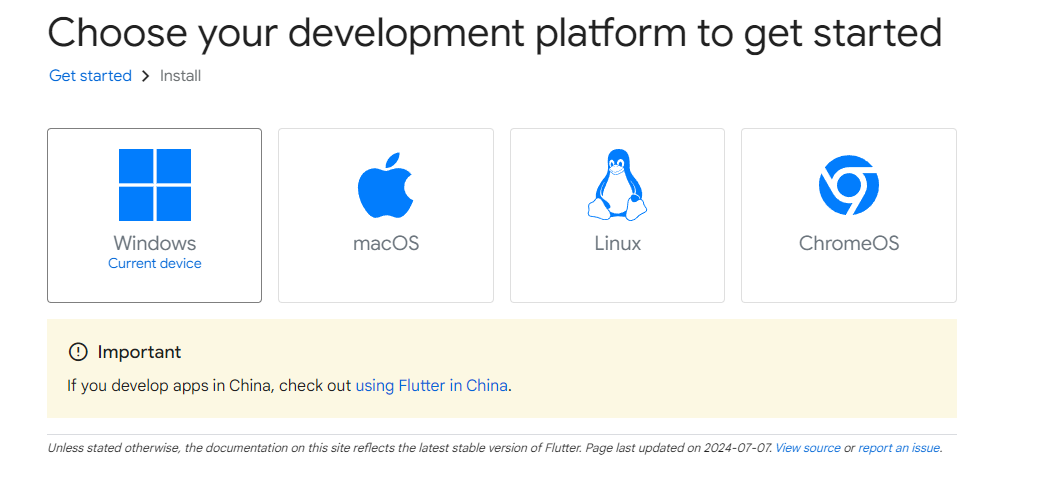 Choose your development platform to get started
Get started > Install
Windows
Current device
macOS
Linux
ChromeOS
Important
If you develop apps in China, check out using Flutter in China.
Unless stated otherwise, the documentation on this site reflects the latest stable version of Flutter. Page last updated on 2024-07-07. View source or report an issue.